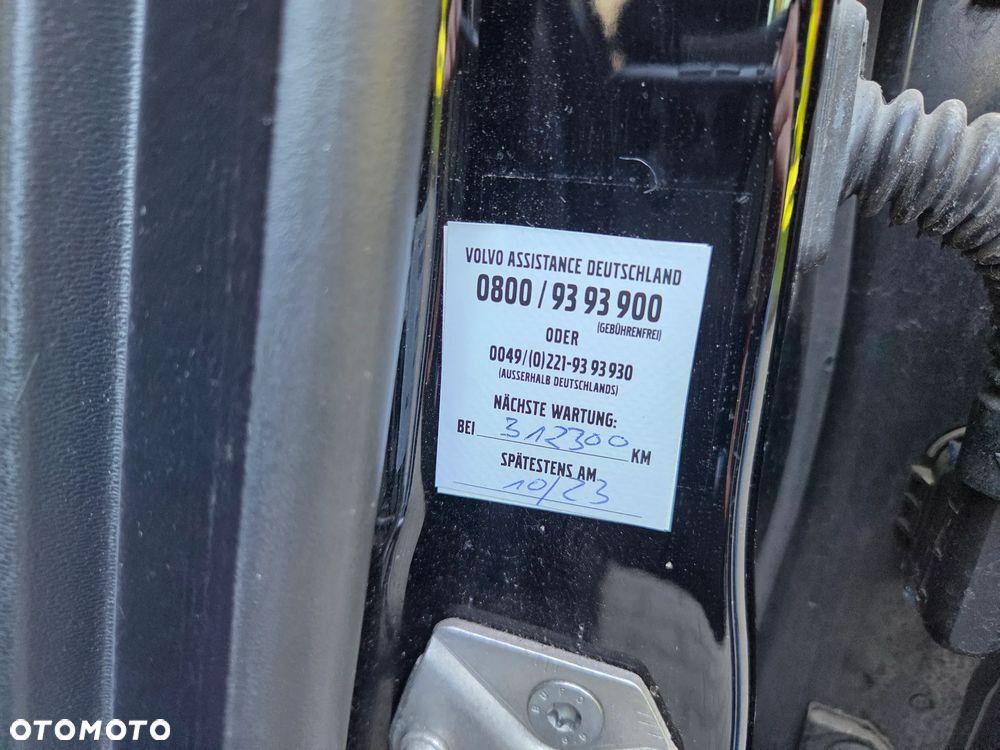 VOLVO ASSISTANCE DEUTSCHLAND
0800 / 93 93 900
(GEBÜHRENFREI)
ODER
0049/(0)221-93 93 930
(AUSSERHALB DEUTSCHLANDS)
NÄCHSTE WARTUNG:
BEI 312300 KM
SPÄTESTENS AM
10/23
OTOMOTO